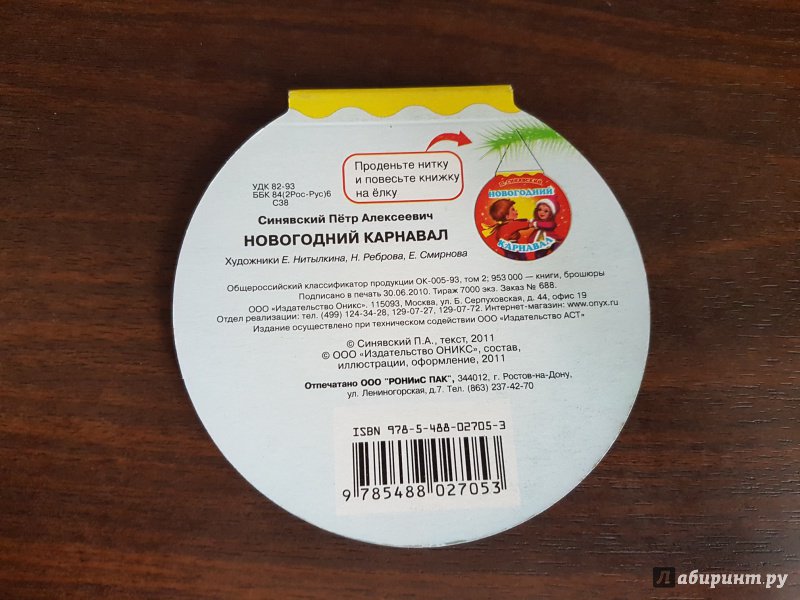 Проденьте нитку
и повесьте книжку
на ёлку
П. СИНЯВСКИЙ
НОВОГОДНИЙ
КАРНАВАЛ
УДК 82-93
ББК 84(2Рос-Рус)6
С38
Синявский Пётр Алексеевич
НОВОГОДНИЙ КАРНАВАЛ
Художники Е. Нитылкина, Н. Реброва, Е. Смирнова
Общероссийский классификатор продукции ОК-005-93, том 2; 953 000 — книги, брошюры
Подписано в печать 30.06.2010. Тираж 7000 экз. Заказ № 688.
ООО «Издательство Оникс». 115093, Москва, ул. Б. Серпуховская, д. 44, офис 19
Отдел реализации: тел. (499) 124-34-28, 129-07-27, 129-07-72. Интернет-магазин: www.onyx.ru
Издание осуществлено при техническом содействии ООО «Издательство АСТ»
© Синявский П.А., текст, 2011
© ООО «Издательство ОНИКС», состав,
иллюстрации, оформление, 2011
Отпечатано ООО "РОНИиС ПАК", 344012, г. Ростов-на-Дону,
ул. Лениногорская, д.7. Тел. (863) 237-42-70
ISBN 978-5-488-02705-3
9 785488 027053
Лабиринт.ру